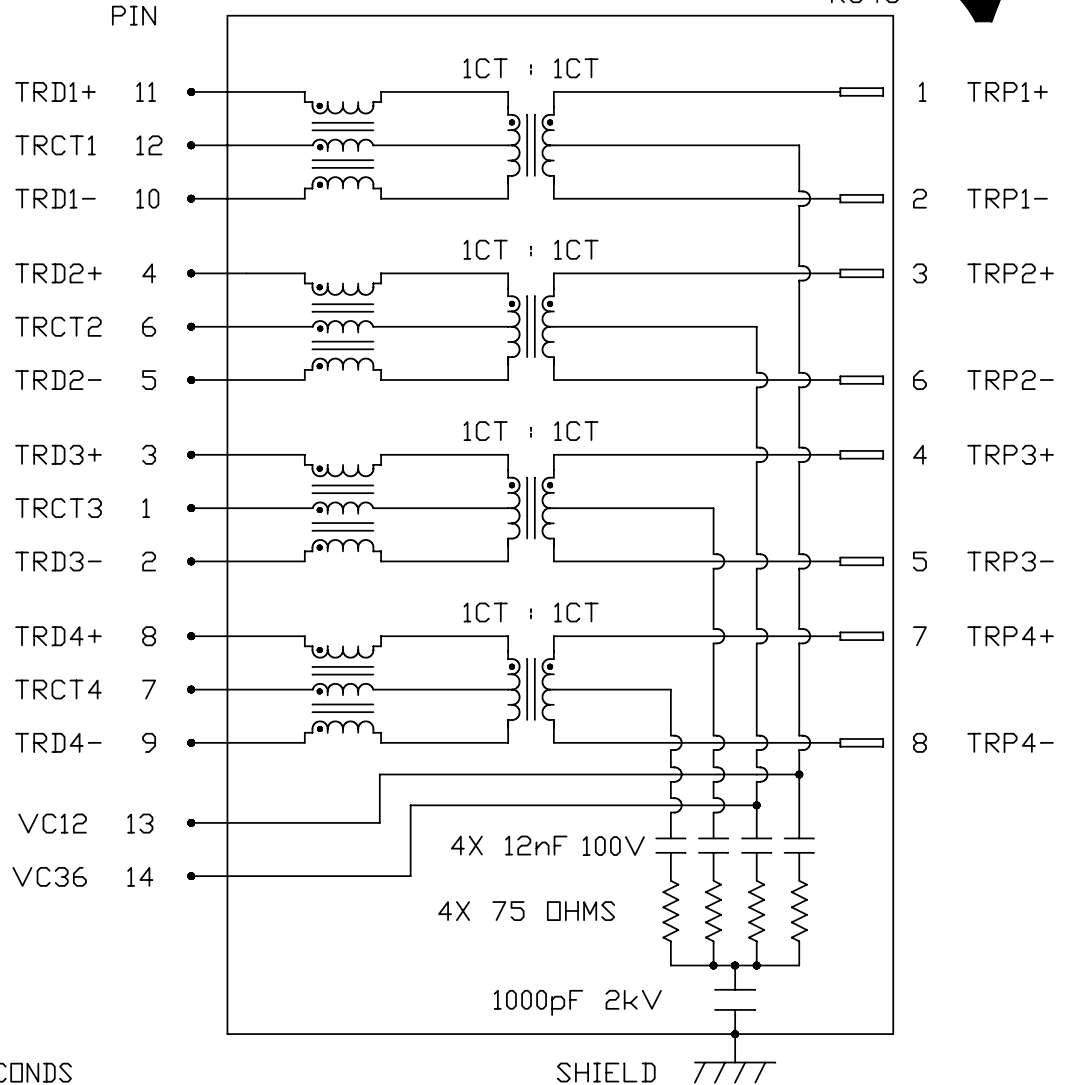 PIN
1CT : 1CT
TRD1+ 11 1 TRP1+
TRCT1 12
TRD1- 10 2 TRP1-
1CT : 1CT
TRD2+ 4 3 TRP2+
TRCT2 6
TRD2- 5 6 TRP2-
1CT : 1CT
TRD3+ 3 4 TRP3+
TRCT3 1
TRD3- 2 5 TRP3-
1CT : 1CT
TRD4+ 8 7 TRP4+
TRCT4 7
TRD4- 9 8 TRP4-
VC12 13
4X 12nF 100V
VC36 14
4X 75 OHMS
1000pF 2kV
CONDS SHIELD